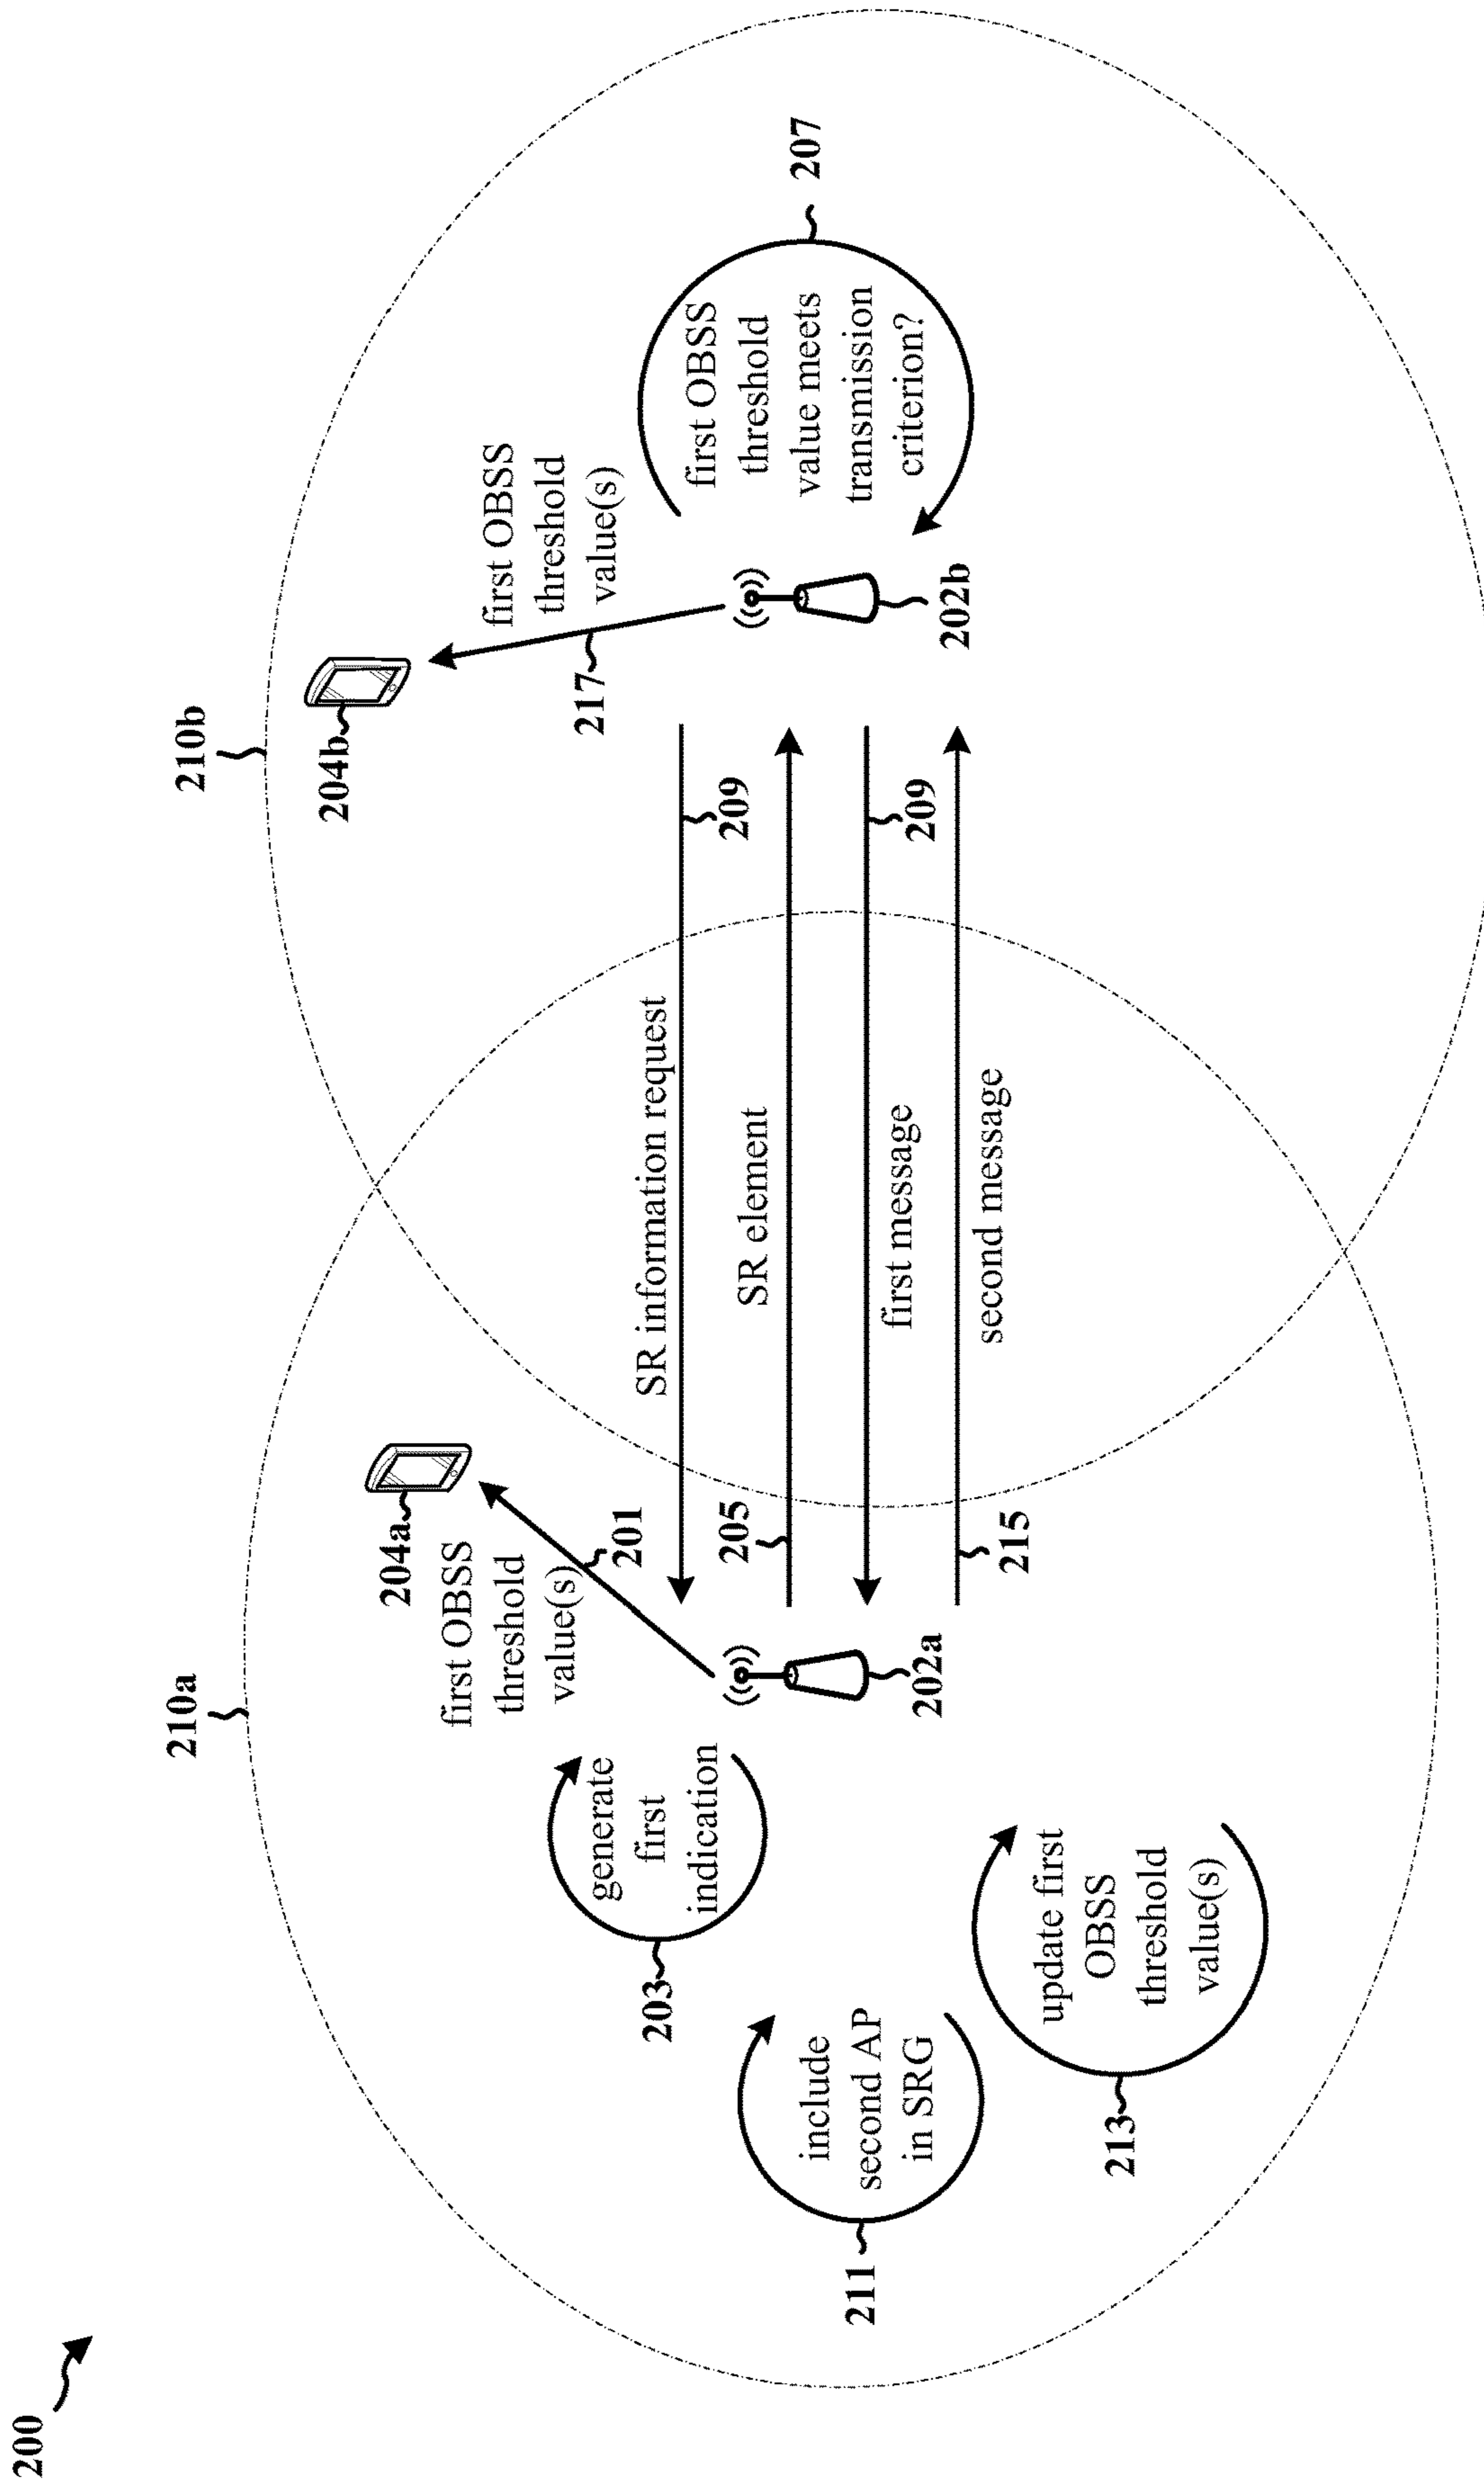 200
210a
210b
204b
204a
first OBSS
threshold
value(s)
201
first OBSS
threshold
value(s)
217
207
first OBSS
threshold
value meets
transmission
criterion?
generate
first
indication
203
202a
202b
SR information request
209
205
SR element
first message
209
215
second message
include
second AP
in SRG
211
update first
OBSS
threshold
value(s)
213